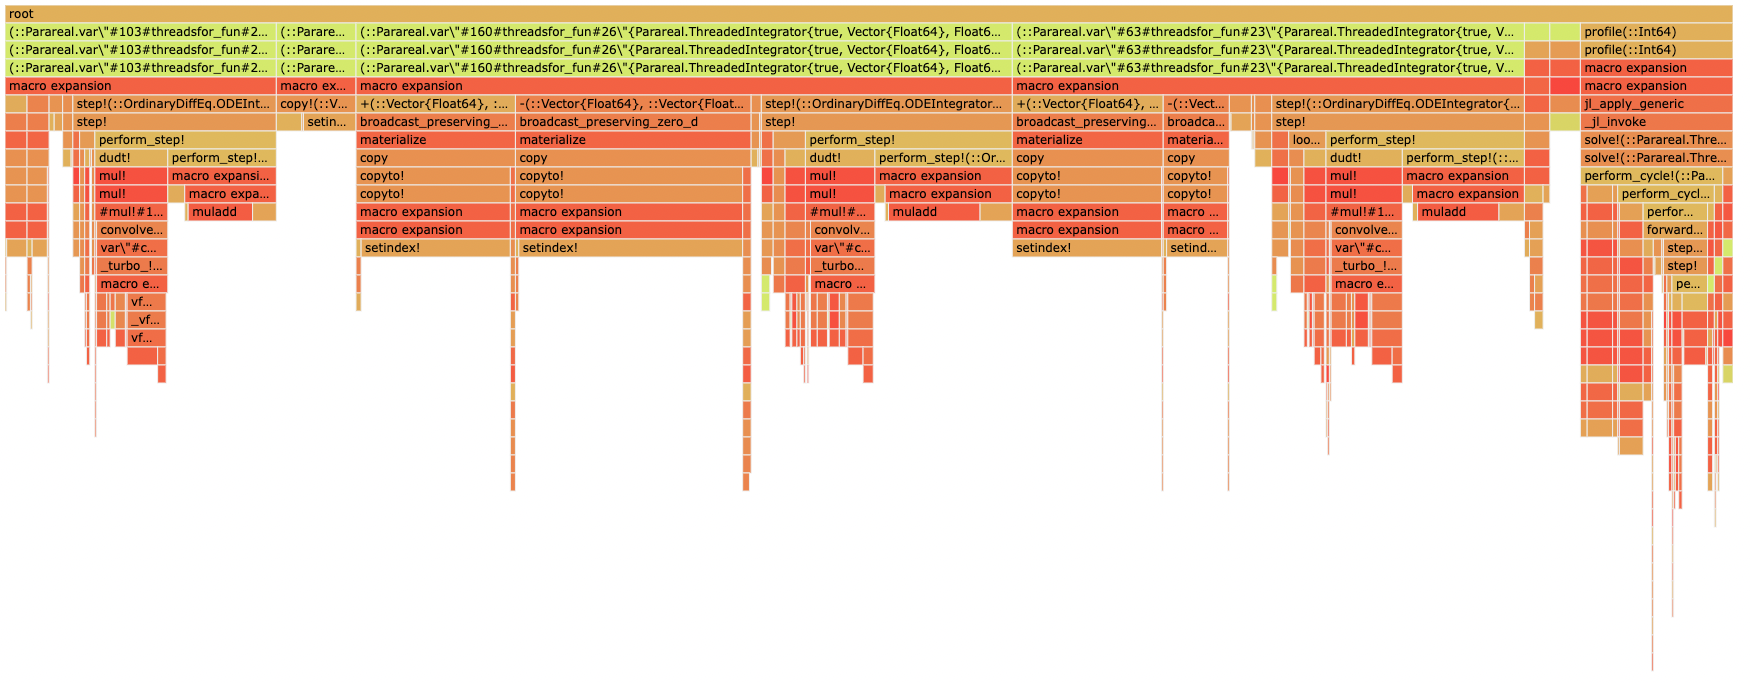 root
(::Parareal.var\"#103#threadsfor_fun#2... (::Parare... (::Parareal.var\"#160#threadsfor_fun#26\"{Parareal.ThreadedIntegrator{true, Vector{Float64}, Float6... (::Parareal.var\"#63#threadsfor_fun#23\"{Parareal.ThreadedIntegrator{true, V... profile(::Int64)
(::Parareal.var\"#103#threadsfor_fun#2... (::Parare... (::Parareal.var\"#160#threadsfor_fun#26\"{Parareal.ThreadedIntegrator{true, Vector{Float64}, Float6... (::Parareal.var\"#63#threadsfor_fun#23\"{Parareal.ThreadedIntegrator{true, V... profile(::Int64)
(::Parareal.var\"#103#threadsfor_fun#2... (::Parare... (::Parareal.var\"#160#threadsfor_fun#26\"{Parareal.ThreadedIntegrator{true, Vector{Float64}, Float6... (::Parareal.var\"#63#threadsfor_fun#23\"{Parareal.ThreadedIntegrator{true, V... macro expansion
macro expansion macro ex... macro expansion macro expansion macro expansion
step!(::OrdinaryDiffEq.ODEInt... copy!(::V... +(::Vector{Float64}, :... -(::Vector{Float64}, ::Vector{Float... step!(::OrdinaryDiffEq.ODEIntegrator... +(::Vector{Float64}, ... -(::Vect... step!(::OrdinaryDiffEq.ODEIntegrator{... jl_apply_generic
step! setin... broadcast_preserving_... broadcast_preserving_zero_d step! broadcast_preserving... broadca... step! _jl_invoke
perform_step! materialize materialize perform_step! materialize materia... loo... perform_step! solve!(::Parareal.Thre...
dudt! perform_step!... copy copy dudt! perform_step!(::Or... copy copy dudt! perform_step!(::... solve!(::Parareal.Thre...
mul! macro expansi... copyto! copyto! mul! macro expansion copyto! copyto! mul! macro expansion perform_cycle!(::Pa...
mul! macro expa... copyto! copyto! mul! macro expansion copyto! copyto! mul! macro expansion perform_cycl...
#mul!#1... muladd macro expansion macro expansion #mul!#... muladd macro expansion macro ... #mul!#1... muladd perfor...
convolve... macro expansion macro expansion convolv... macro expansion macro ... convolve... forward...
var\"#c... setindex! setindex! var\"#c... setindex! setind... var\"#c... step...
_turbo_!... _turbo... _turbo_!... step!
macro e... macro ... macro e... pe...
vf...
_vf...
vf...